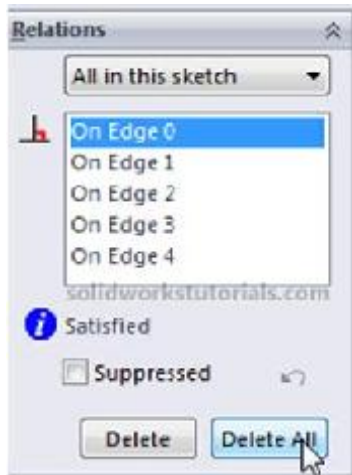 Relations
All in this sketch
On Edge 0
On Edge 1
On Edge 2
On Edge 3
On Edge 4
solidworkstutorials.com
Satisfied
Suppressed
Delete Delete All